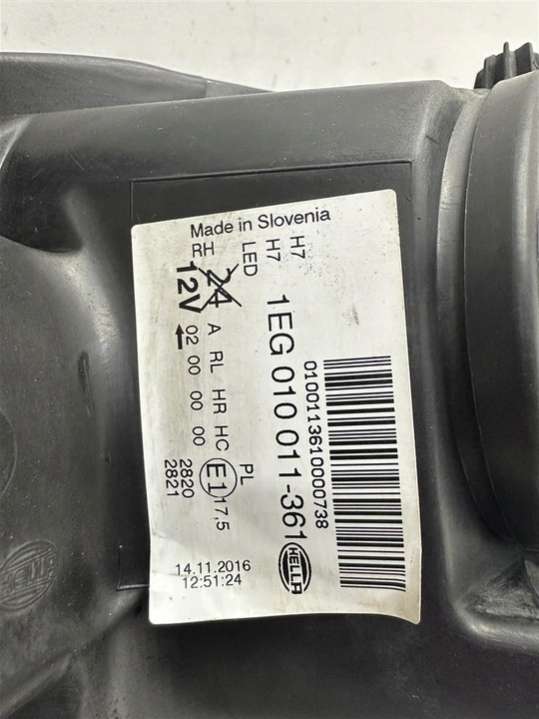 Made in Slovenia
RH LED H7 H7
12V 24
1EG 010 011-361
0100113610000738
A RL HR HC PL
02 00 00 00 E1 17,5
2820
2821
HELLA
14.11.2016
12:51:24